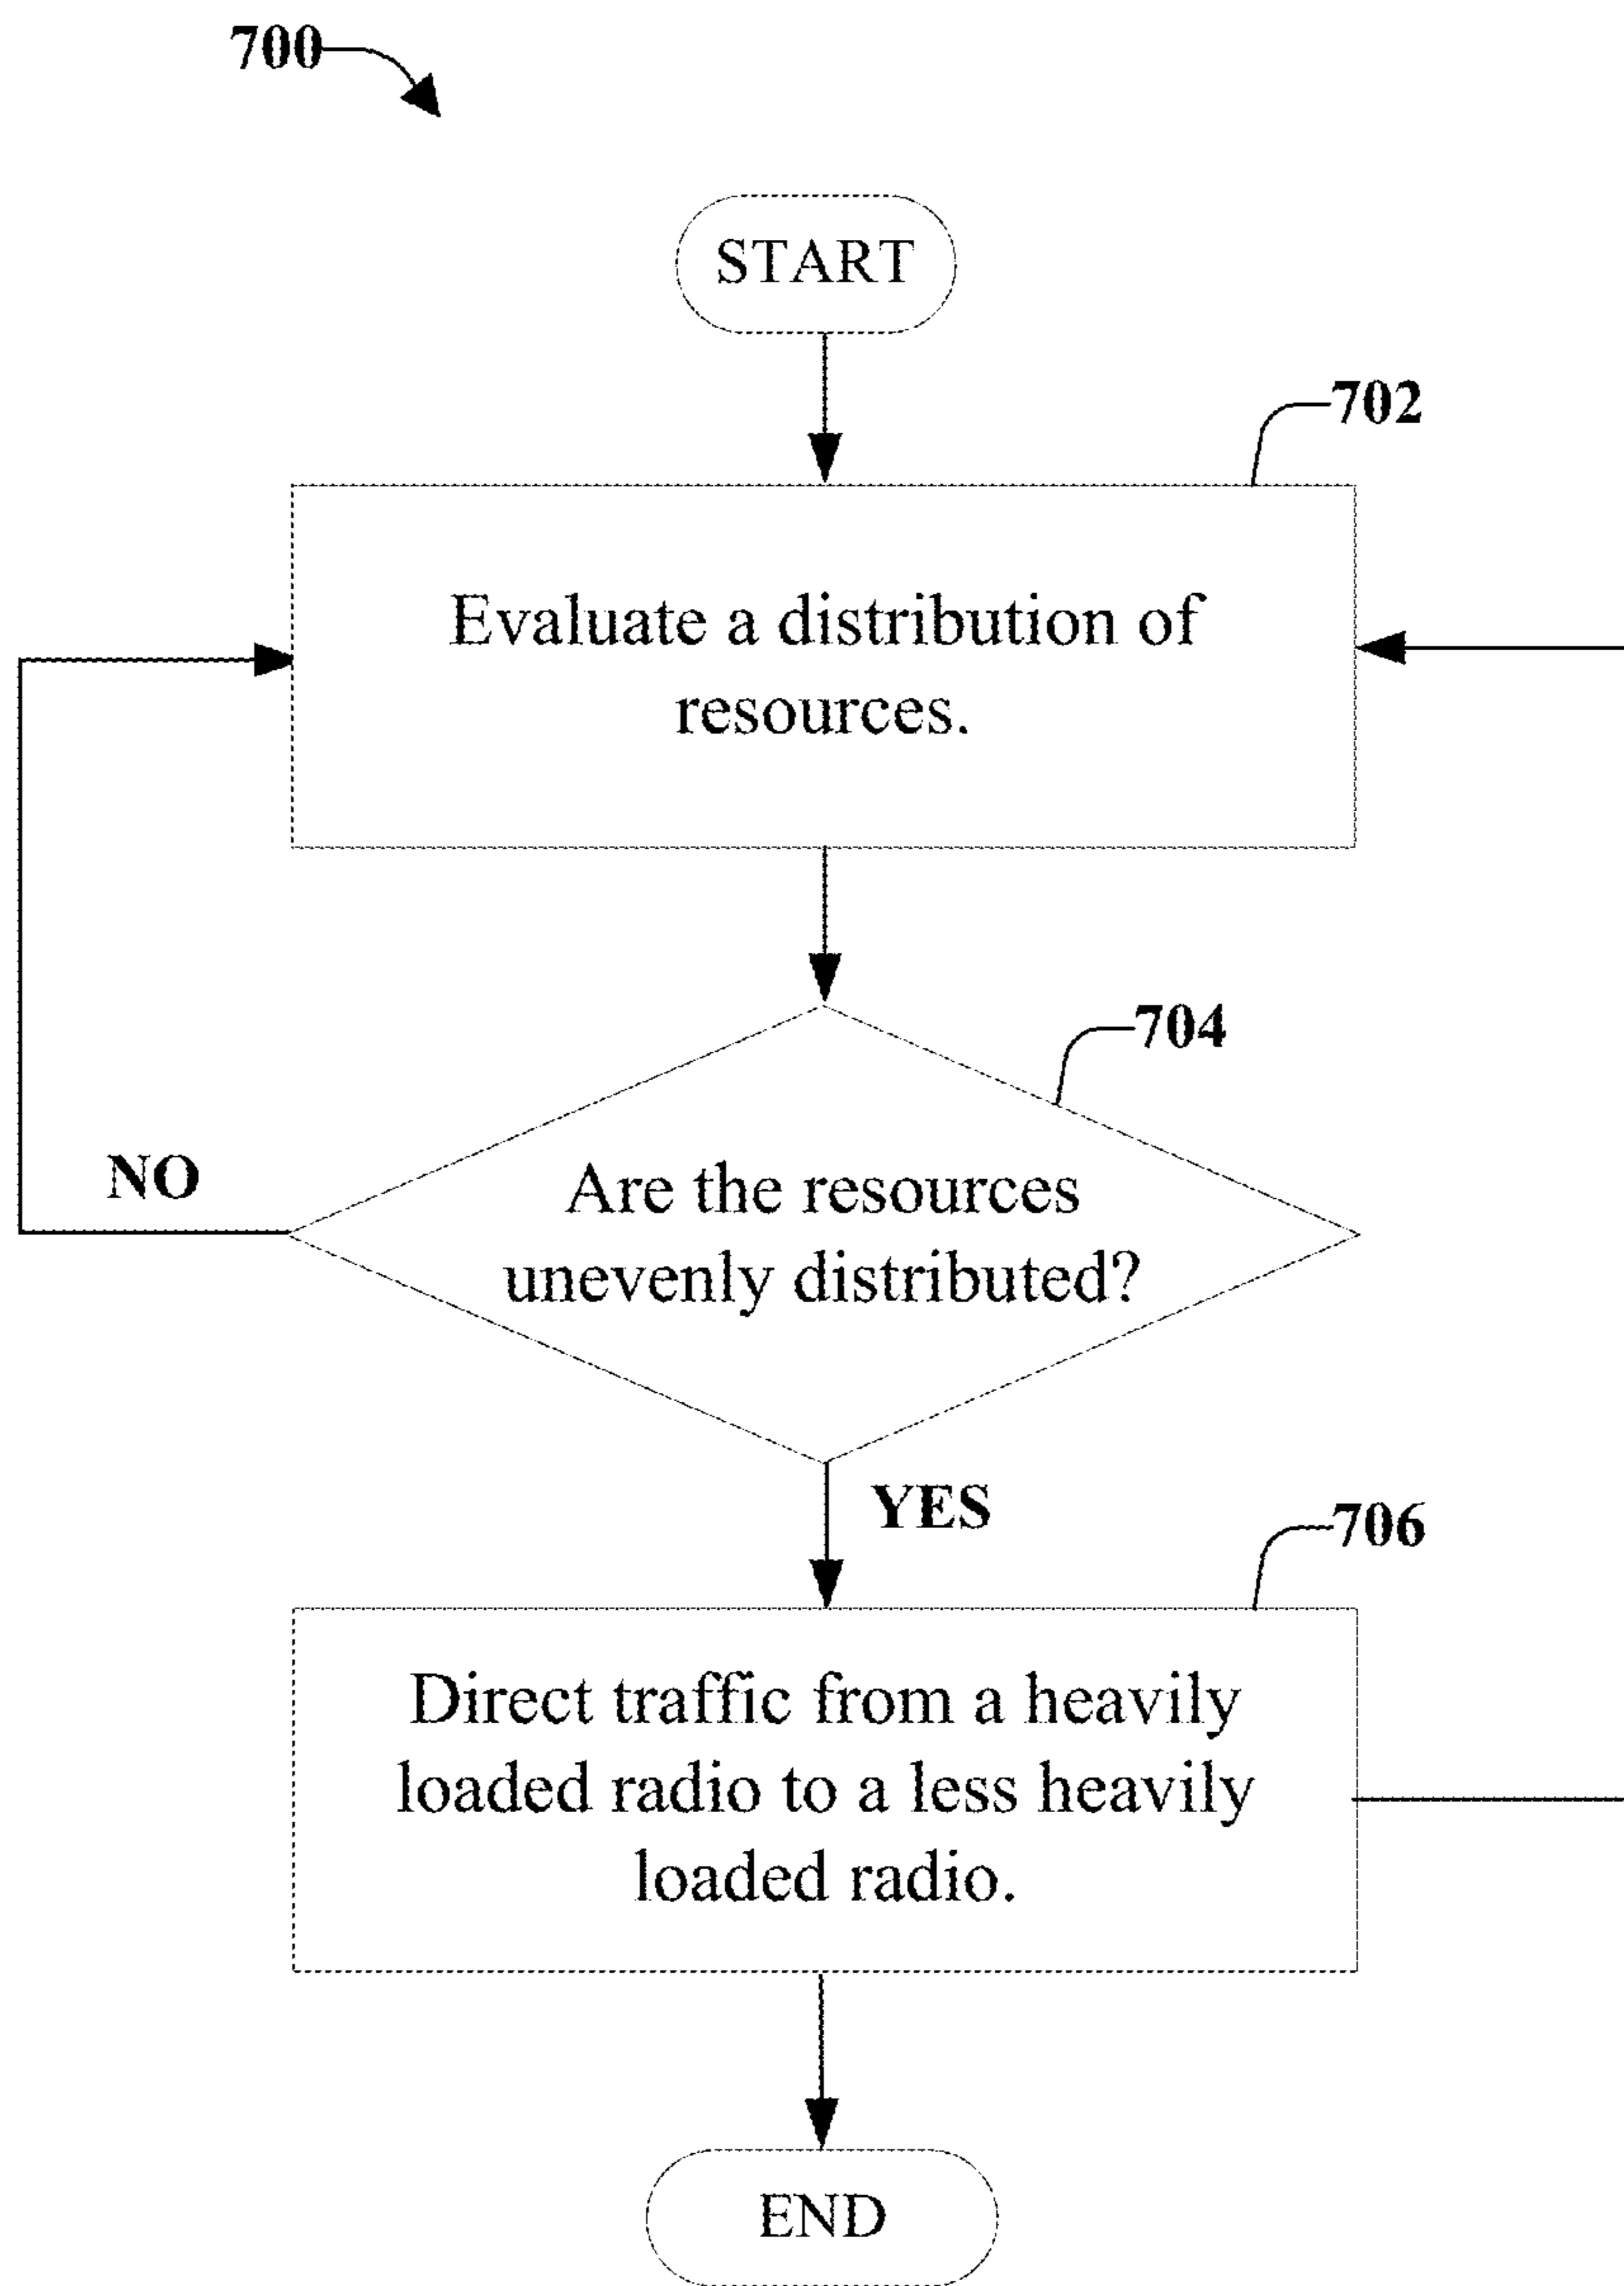 700
START
702
Evaluate a distribution of
resources.
704
NO
Are the resources
unevenly distributed?
YES
706
Direct traffic from a heavily
loaded radio to a less heavily
loaded radio.
END